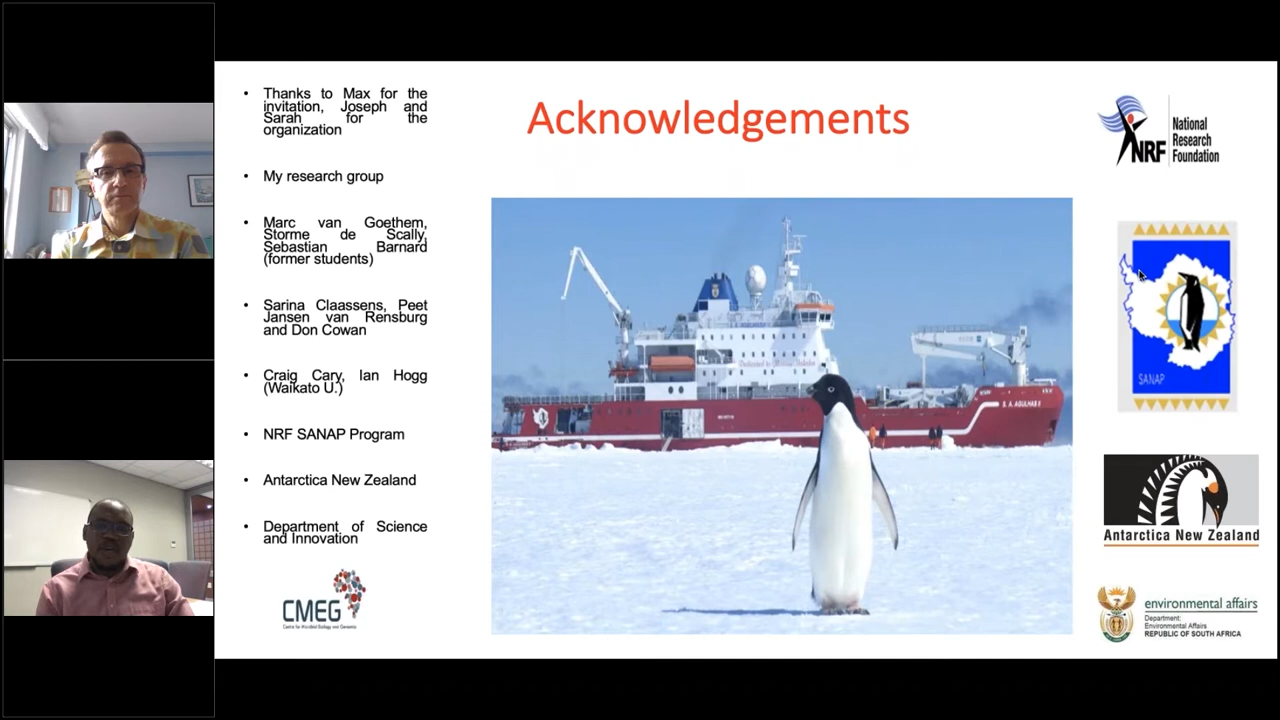 Thanks to Max for the
invitation, Joseph and
Sarah for the
organization
My research group
Marc van Goethem,
Storme de Scally,
Sebastian Barnard
(former students)
Sarina Claassens, Peet
Jansen van Rensburg
and Don Cowan
Craig Cary, Ian Hogg
(Waikato U.)
NRF SANAP Program
Antarctica New Zealand
Department of Science
and Innovation
CMEG
Centre for Microbial Ecology and Genomics
Acknowledgements
S. A. AGULHAS II
NRF
National
Research
Foundation
SANAP
Antarctica New Zealand
environmental affairs
Department:
Environmental Affairs
REPUBLIC OF SOUTH AFRICA